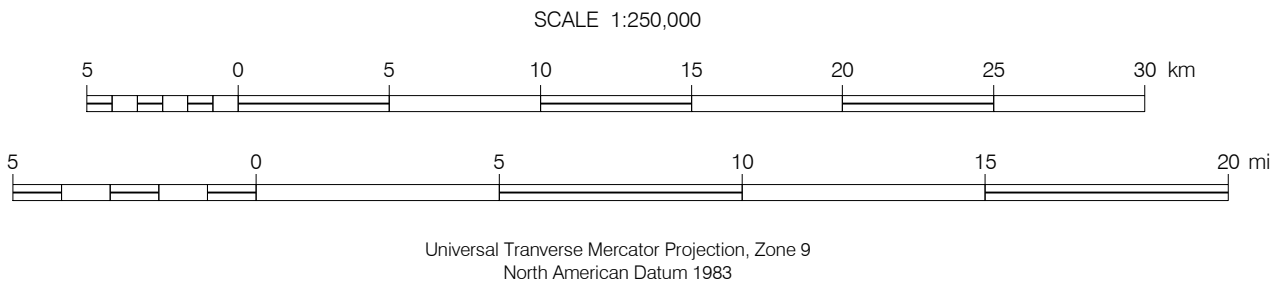 SCALE 1:250,000
5 0 5 10 15 20 25 30 km
5 0 5 10 15 20 mi
Universal Tranverse Mercator Projection, Zone 9
North American Datum 1983